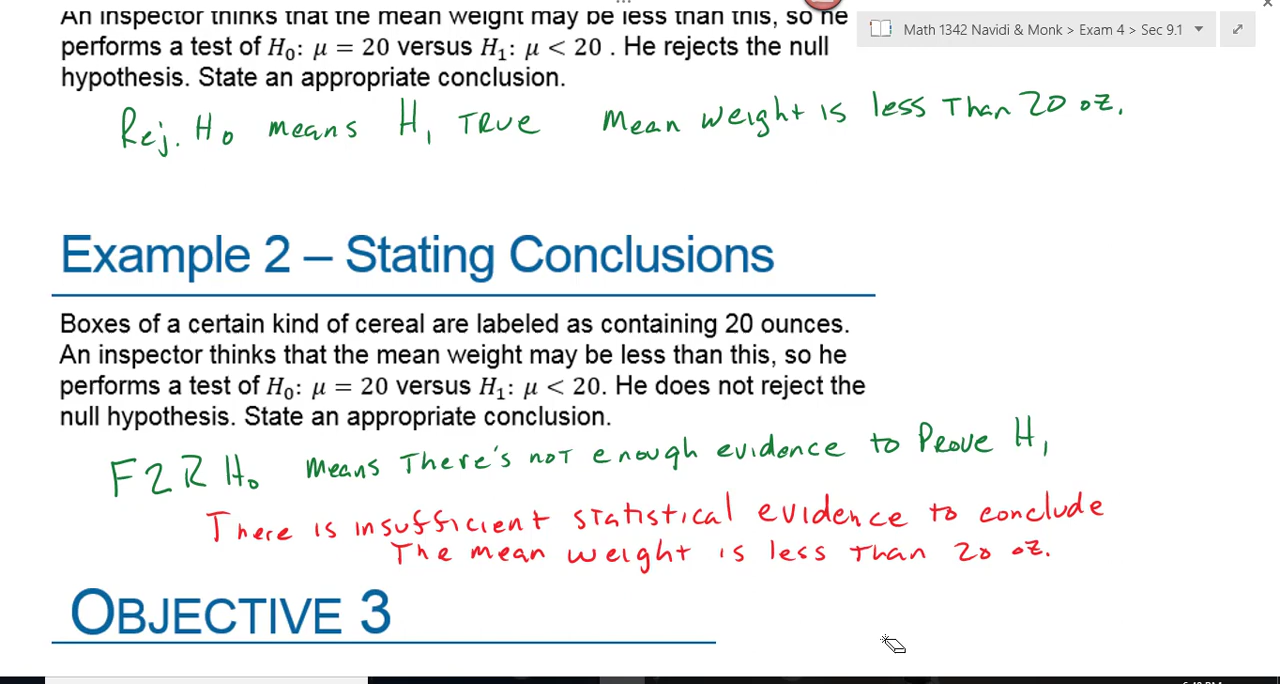 An inspector thinks that the mean weight may be less than this, so he
performs a test of H₀: μ = 20 versus H₁: μ < 20 . He rejects the null
hypothesis. State an appropriate conclusion.
Math 1342 Navidi & Monk > Exam 4 > Sec 9.1
Rej. H₀ means H₁ TRUE Mean weight is less Than 20 oz.
Example 2 – Stating Conclusions
Boxes of a certain kind of cereal are labeled as containing 20 ounces.
An inspector thinks that the mean weight may be less than this, so he
performs a test of H₀: μ = 20 versus H₁: μ < 20. He does not reject the
null hypothesis. State an appropriate conclusion.
F2R H₀ means There's not enough evidence to Prove H₁
There is insufficient statistical evidence to conclude
The mean weight is less Than 20 oz.
OBJECTIVE 3